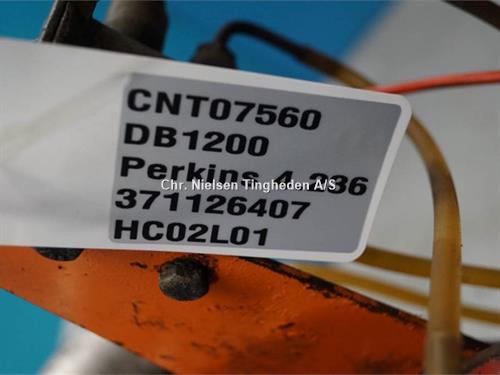 CNT07560
DB1200
Perkins 4.236
Chr. Nielsen Tingheden A/S
371126407
HC02L01